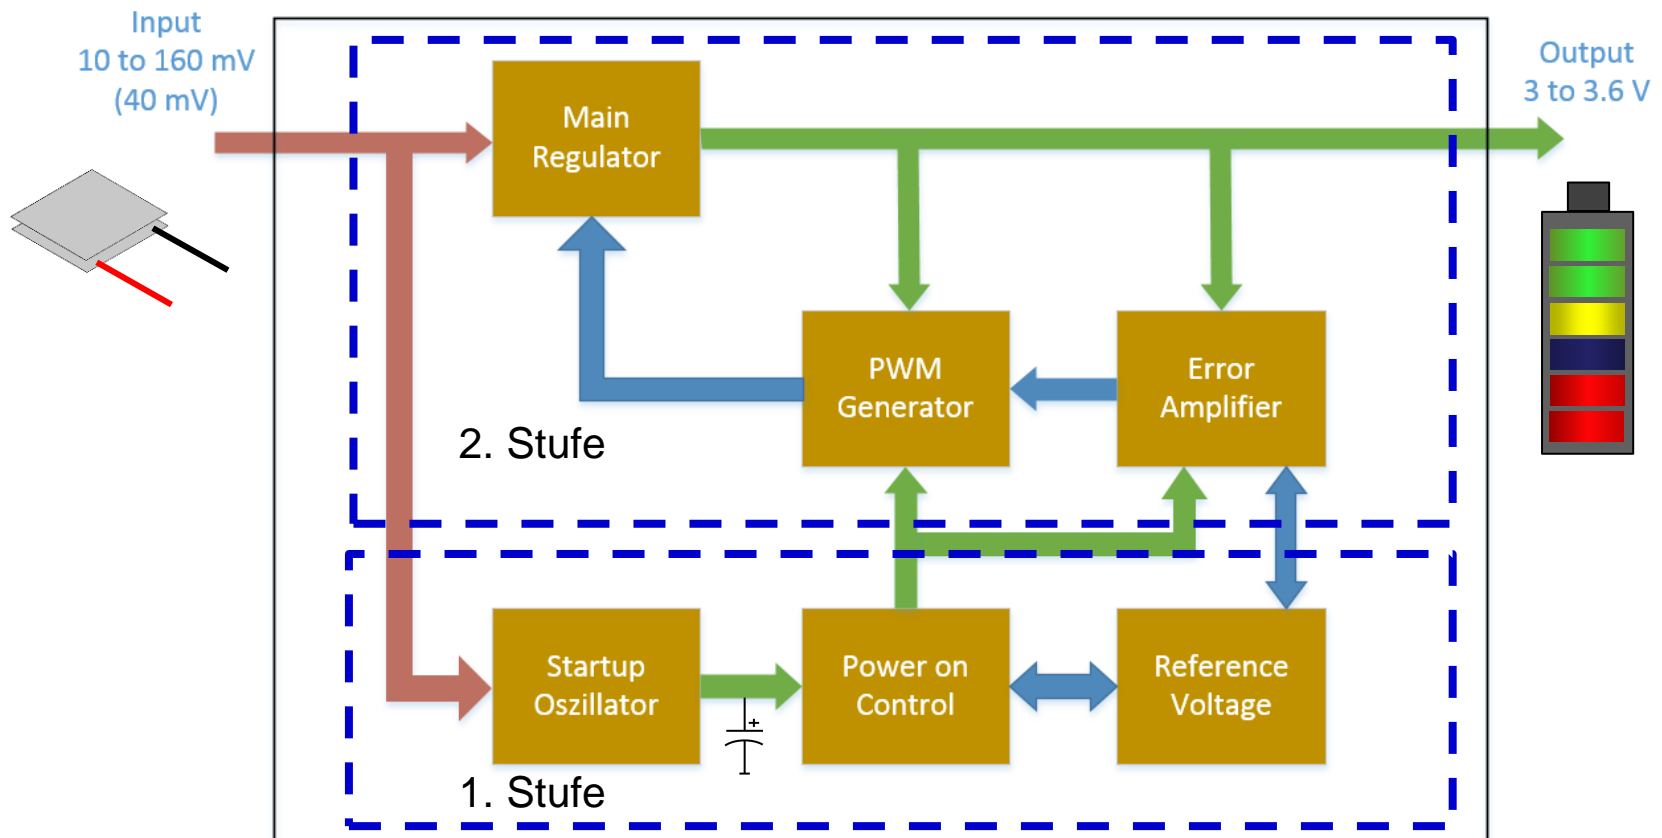 Input
10 to 160 mV
(40 mV)
Output
3 to 3.6 V
Main
Regulator
PWM
Generator
Error
Amplifier
2. Stufe
Startup
Oszillator
+
Power on
Control
Reference
Voltage
1. Stufe